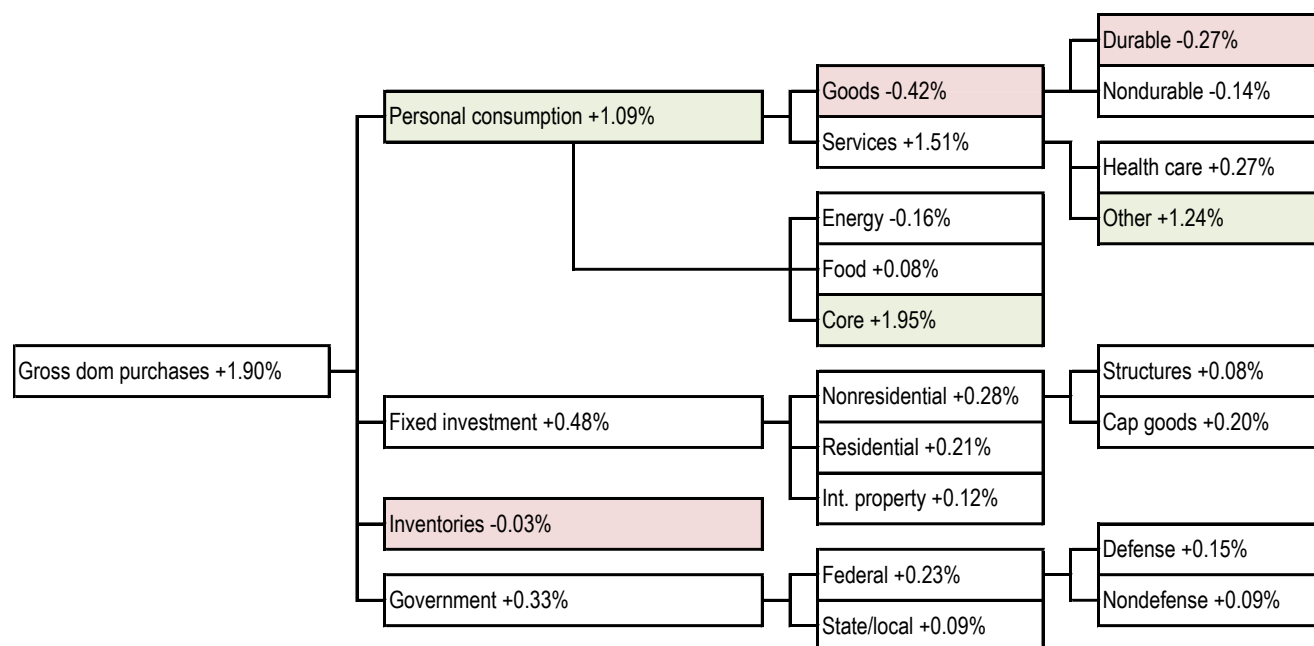 Gross dom purchases +1.90%
Personal consumption +1.09%
Goods -0.42%
Durable -0.27%
Nondurable -0.14%
Services +1.51%
Health care +0.27%
Other +1.24%
Energy -0.16%
Food +0.08%
Core +1.95%
Fixed investment +0.48%
Nonresidential +0.28%
Structures +0.08%
Cap goods +0.20%
Residential +0.21%
Int. property +0.12%
Inventories -0.03%
Government +0.33%
Federal +0.23%
Defense +0.15%
Nondefense +0.09%
State/local +0.09%